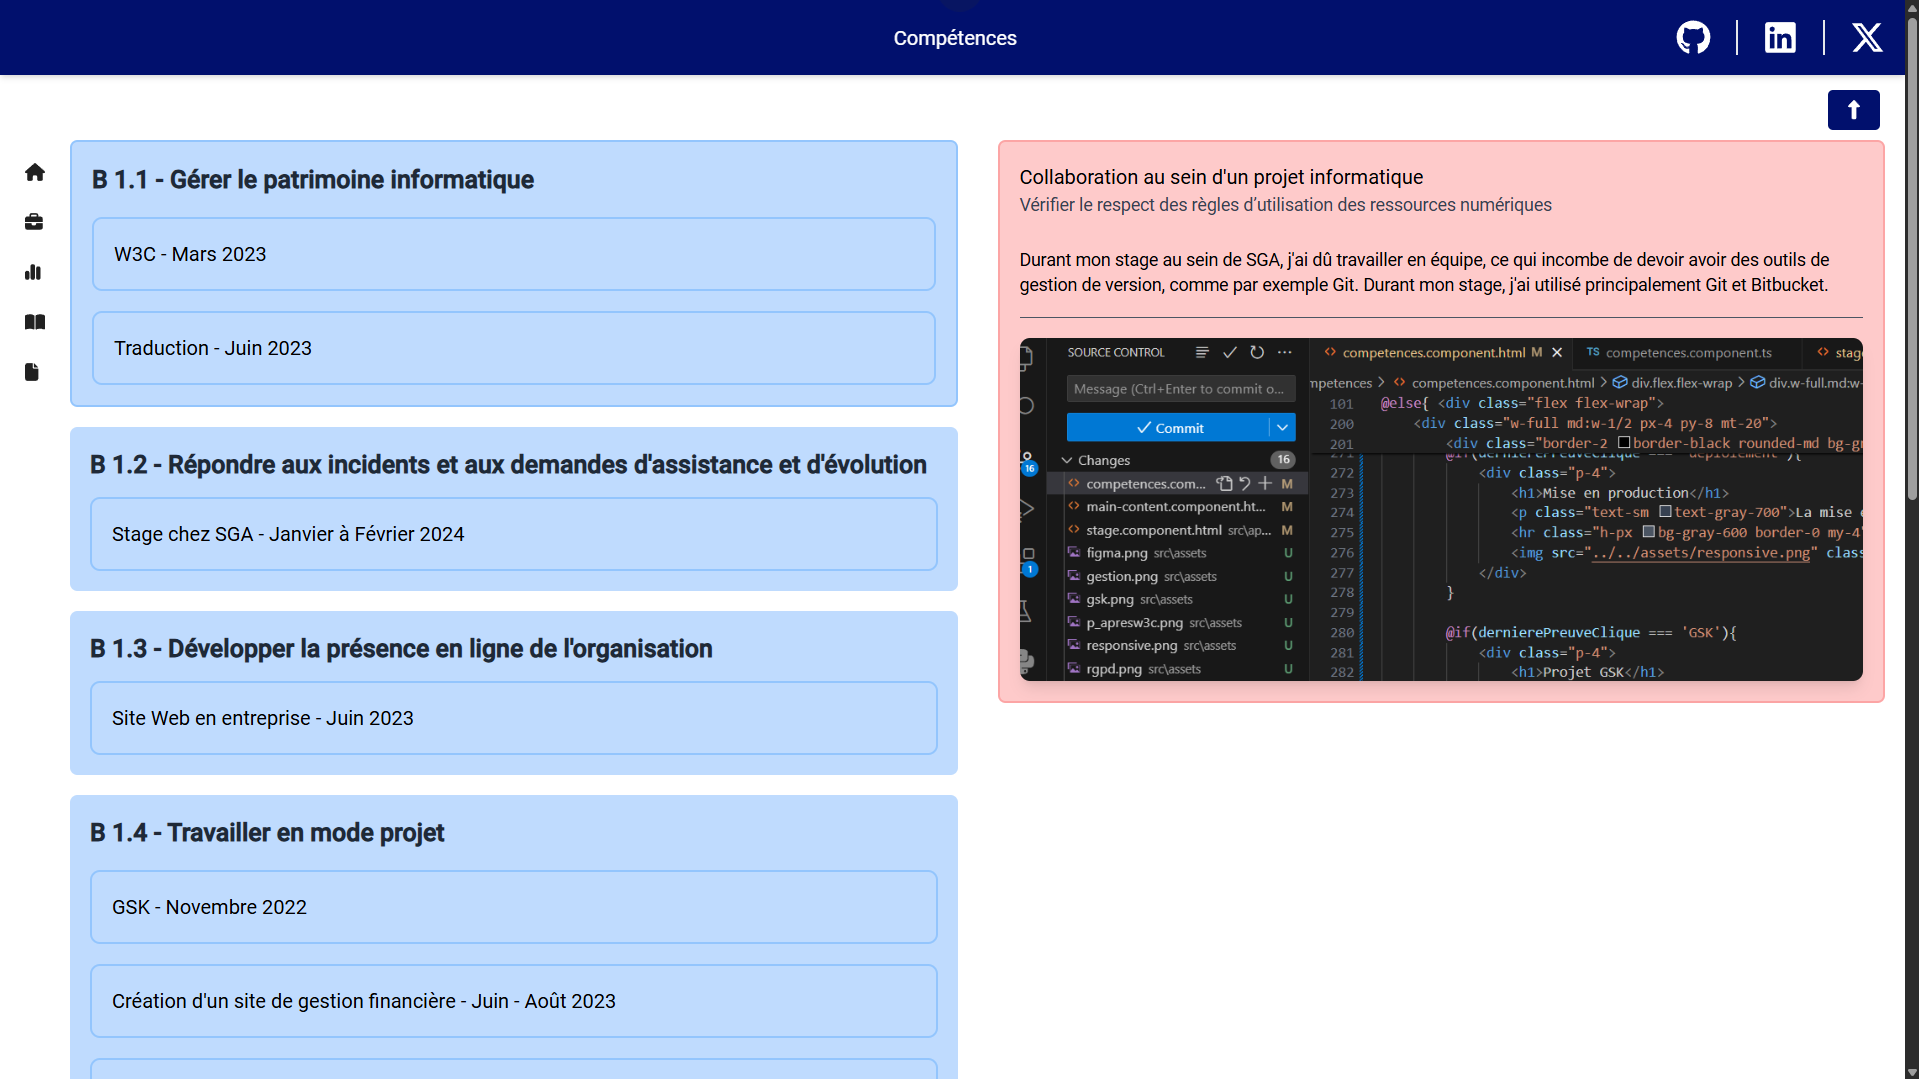 Compétences
B 1.1 - Gérer le patrimoine informatique
W3C - Mars 2023
Traduction - Juin 2023
B 1.2 - Répondre aux incidents et aux demandes d'assistance et d'évolution
Stage chez SGA - Janvier à Février 2024
B 1.3 - Développer la présence en ligne de l'organisation
Site Web en entreprise - Juin 2023
B 1.4 - Travailler en mode projet
GSK - Novembre 2022
Création d'un site de gestion financière - Juin - Août 2023
Collaboration au sein d'un projet informatique
Vérifier le respect des règles d’utilisation des ressources numériques
Durant mon stage au sein de SGA, j'ai dû travailler en équipe, ce qui incombe de devoir avoir des outils de
gestion de version, comme par exemple Git. Durant mon stage, j'ai utilisé principalement Git et Bitbucket.
SOURCE CONTROL
Message (Ctrl+Enter to commit o...
Commit
Changes 16
competences.com... M
main-content.component.ht... M
stage.component.html src\ap... M
figma.png src\assets U
gestion.png src\assets U
gsk.png src\assets U
p_apresw3c.png src\assets U
responsive.png src\assets U
rgpd.png src\assets U
16
1
competences.component.html M
TS competences.component.ts
stag
mpetences > competences.component.html > div.flex.flex-wrap > div.w-full.md:w-
101 @else{ <div class="flex flex-wrap">
200 <div class="w-full md:w-1/2 px-4 py-8 mt-20">
201 <div class="border-2 border-black rounded-md bg-gr
271 @if(dernierePreuveClique === 'deploiement'){
272 <div class="p-4">
273 <h1>Mise en production</h1>
274 <p class="text-sm text-gray-700">La mise
275 <hr class="h-px bg-gray-600 border-0 my-4"
276 <img src="../../assets/responsive.png" class
277 </div>
278 }
279
280 @if(dernierePreuveClique === 'GSK'){
281 <div class="p-4">
282 <h1>Projet GSK</h1>